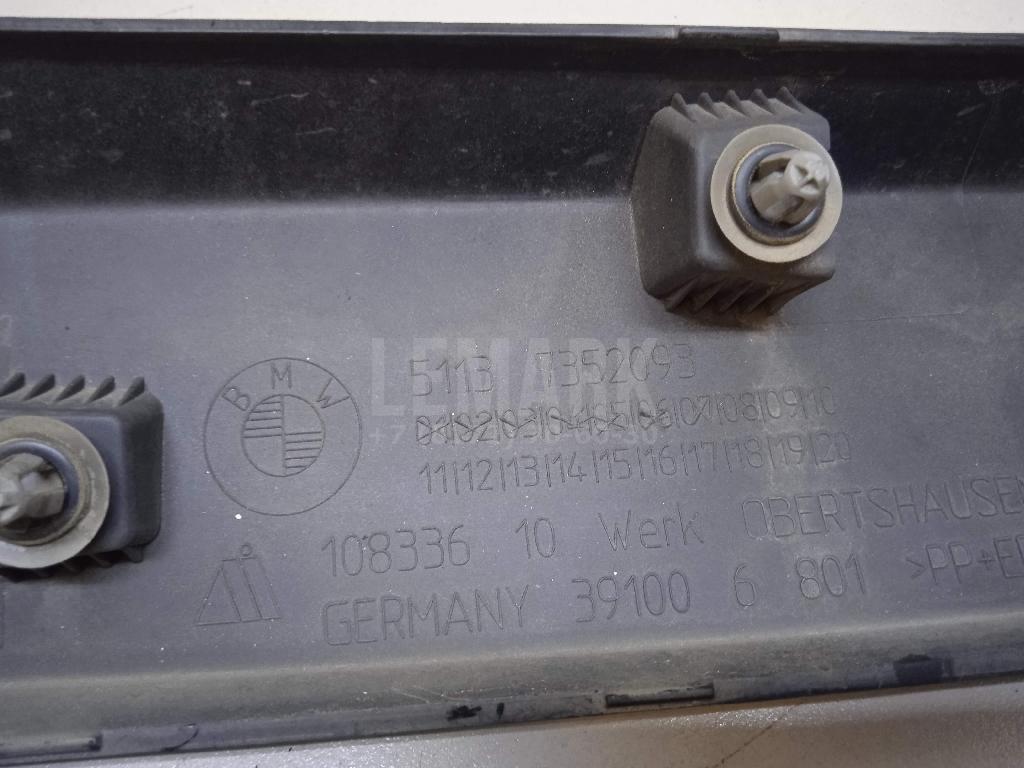 LEMARK
BMW
5113 7352093
01|02|03|04|05|06|07|08|09|10
11|12|13|14|15|16|17|18|19|20
108336 10 Werk OBERTSHAUSEN
GERMANY 39100 6 801 >PP+E